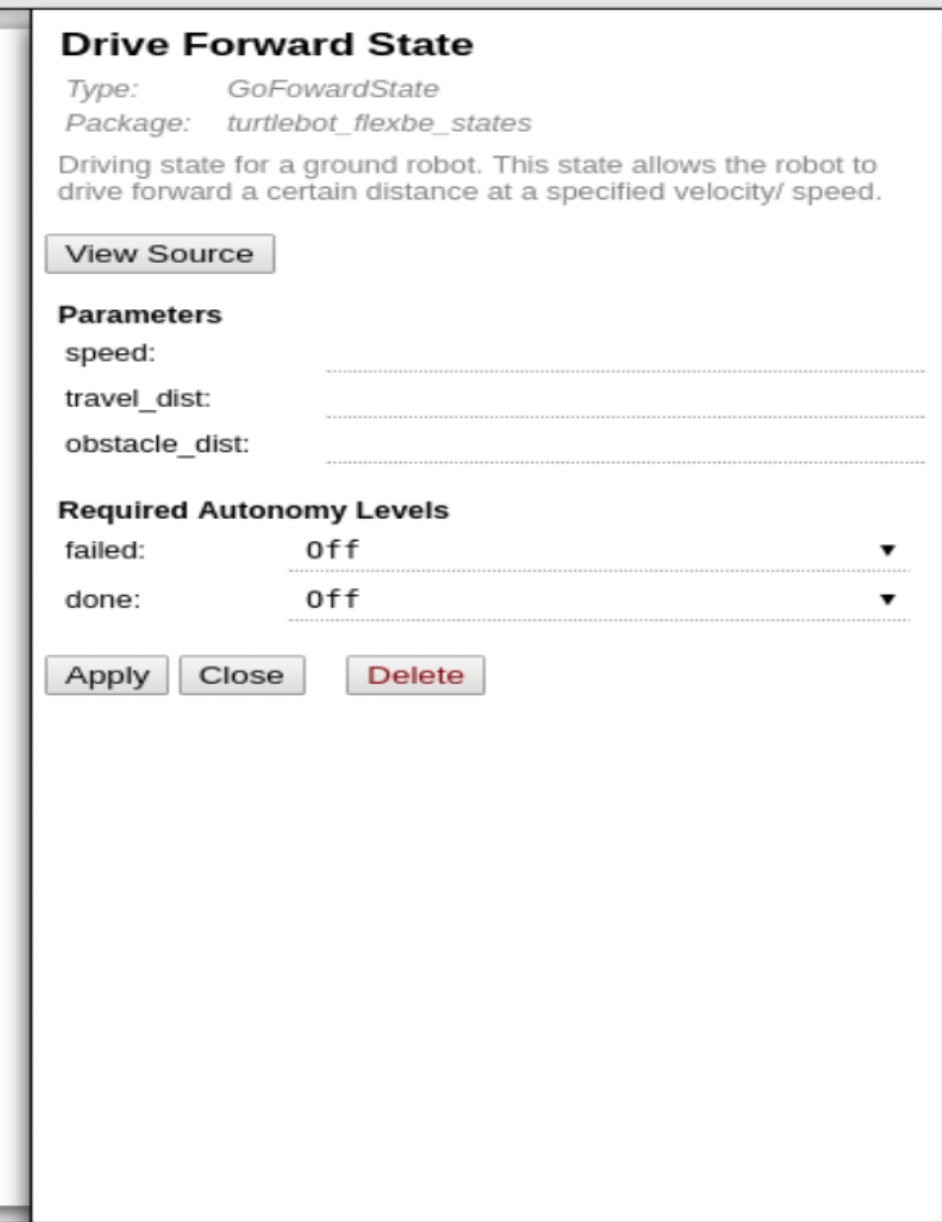 Drive Forward State
Type: GoFowardState
Package: turtlebot_flexbe_states
Driving state for a ground robot. This state allows the robot to
drive forward a certain distance at a specified velocity/ speed.
View Source
Parameters
speed:
travel_dist:
obstacle_dist:
Required Autonomy Levels
failed: Off
done: Off
Apply Close Delete